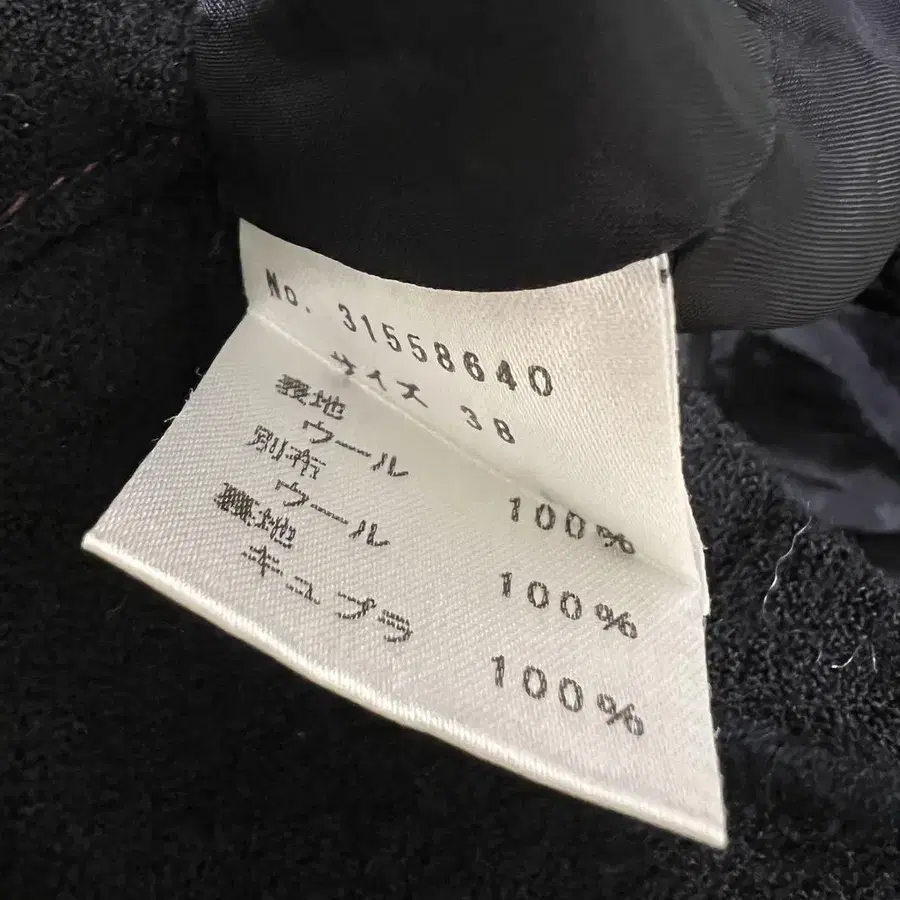 No. 31558640
サイズ 38
表地
ウール 100%
別布
ウール 100%
裏地
キュプラ 100%